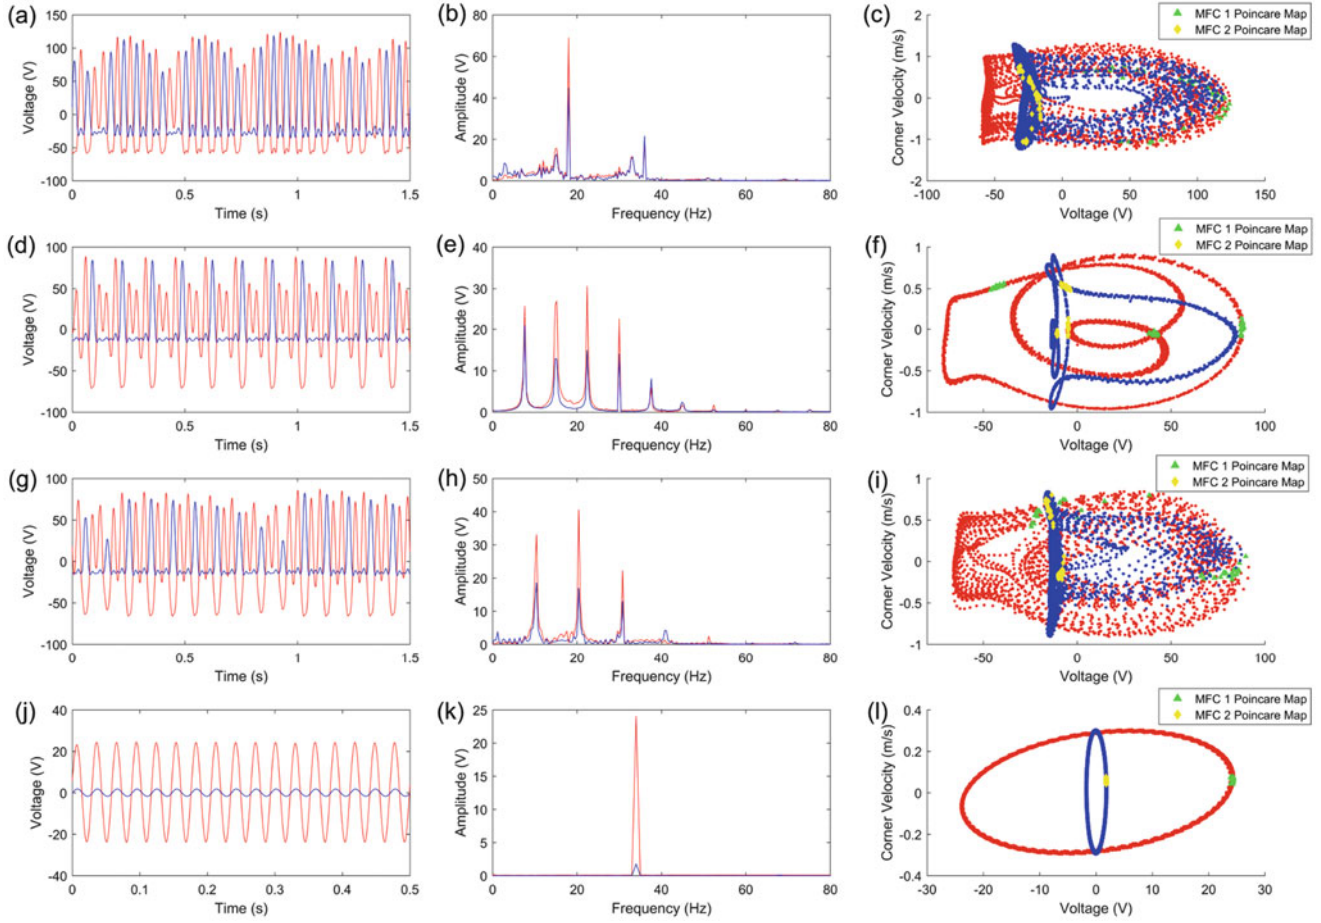 (a)
150
100
50
0
-50
-100
Voltage (V)
0
0.5
1
1.5
Time (s)
(b)
80
60
40
20
0
Amplitude (V)
0
20
40
60
80
Frequency (Hz)
(c)
MFC 1 Poincare Map
MFC 2 Poincare Map
2
1
0
-1
-2
Corner Velocity (m/s)
-100
-50
0
50
100
150
Voltage (V)
(d)
100
50
0
-50
-100
Voltage (V)
0
0.5
1
1.5
Time (s)
(e)
40
30
20
10
0
Amplitude (V)
0
20
40
60
80
Frequency (Hz)
(f)
MFC 1 Poincare Map
MFC 2 Poincare Map
1
0.5
0
-0.5
-1
Corner Velocity (m/s)
-50
0
50
100
Voltage (V)
(g)
100
50
0
-50
-100
Voltage (V)
0
0.5
1
1.5
Time (s)
(h)
50
40
30
20
10
0
Amplitude (V)
0
20
40
60
80
Frequency (Hz)
(i)
MFC 1 Poincare Map
MFC 2 Poincare Map
1
0.5
0
-0.5
-1
Corner Velocity (m/s)
-50
0
50
100
Voltage (V)
(j)
40
20
0
-20
-40
Voltage (V)
0
0.1
0.2
0.3
0.4
0.5
Time (s)
(k)
25
20
15
10
5
0
Amplitude (V)
0
20
40
60
80
Frequency (Hz)
(l)
MFC 1 Poincare Map
MFC 2 Poincare Map
0.4
0.2
0
-0.2
-0.4
Corner Velocity (m/s)
-30
-20
-10
0
10
20
30
Voltage (V)